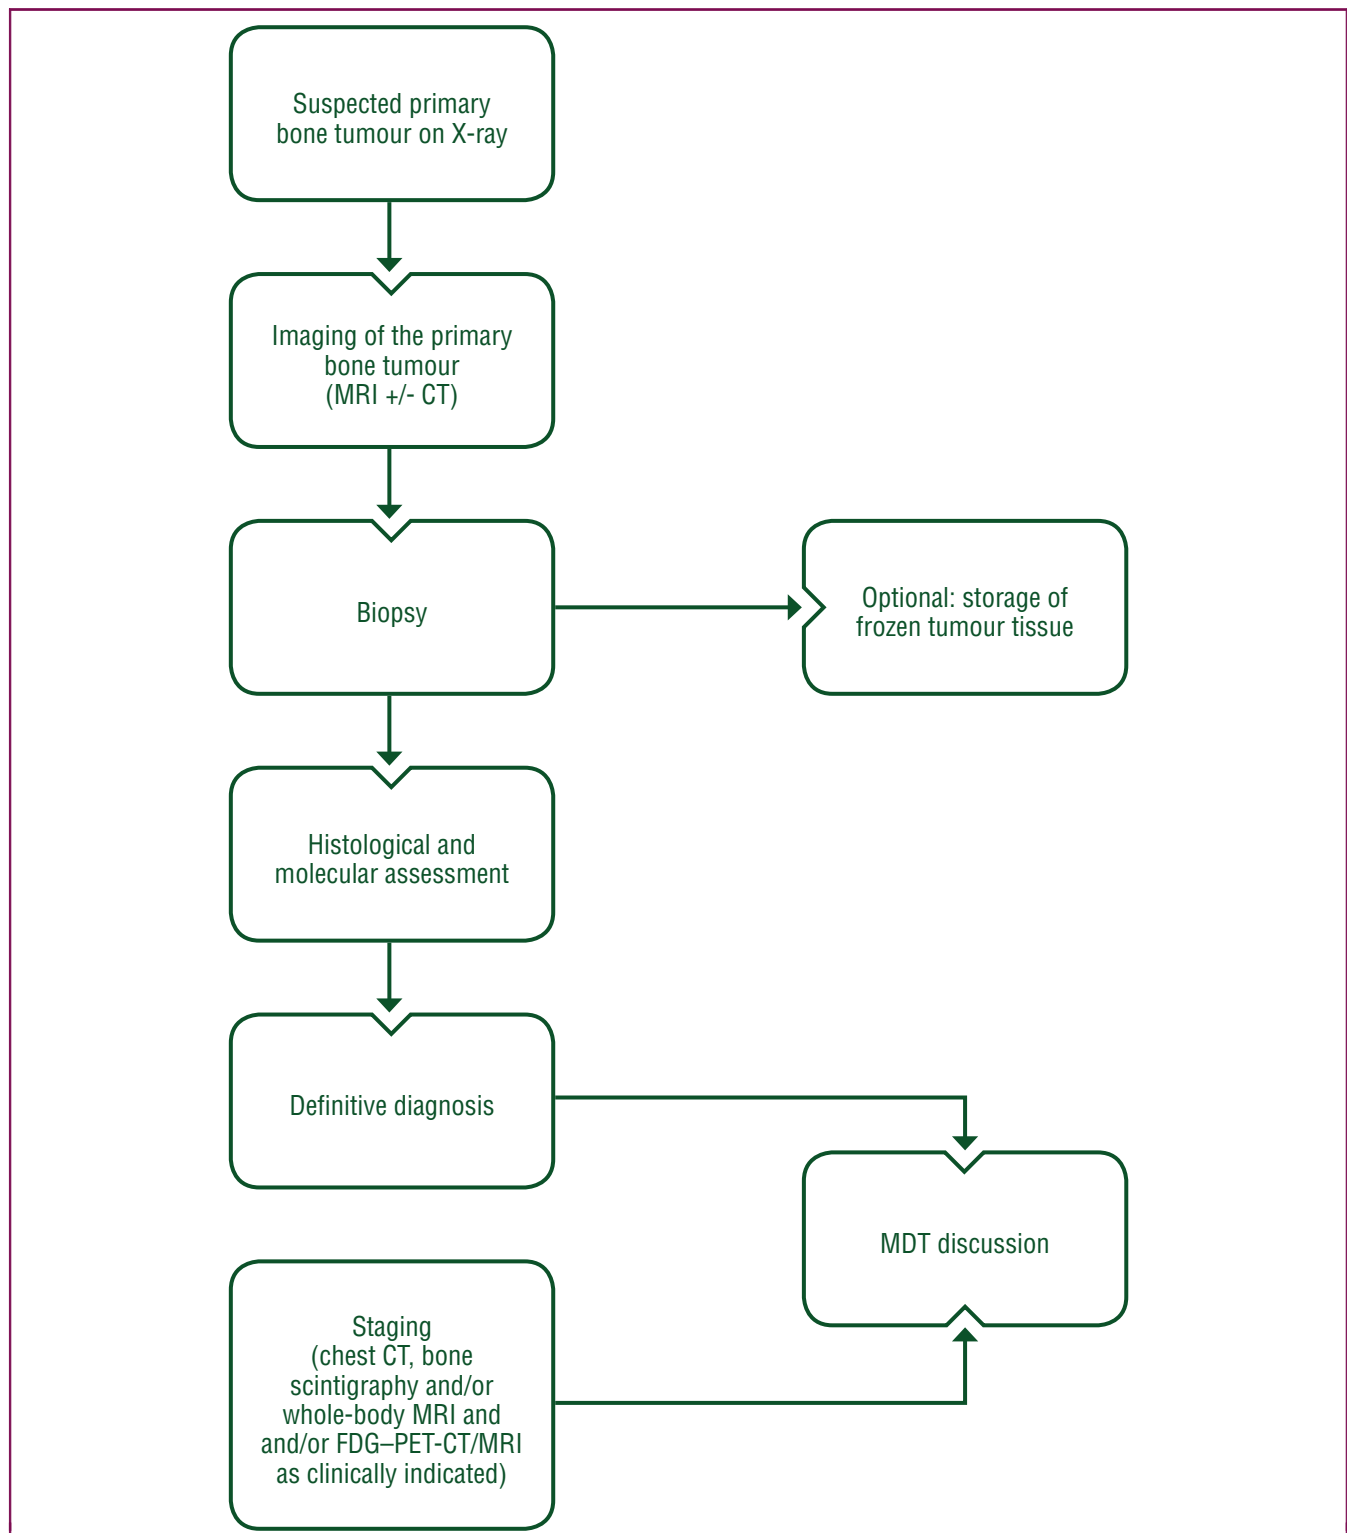 Suspected primary
bone tumour on X-ray
Imaging of the primary
bone tumour
(MRI +/- CT)
Biopsy
Optional: storage of
frozen tumour tissue
Histological and
molecular assessment
Definitive diagnosis
MDT discussion
Staging
(chest CT, bone
scintigraphy and/or
whole-body MRI and
and/or FDG–PET-CT/MRI
as clinically indicated)